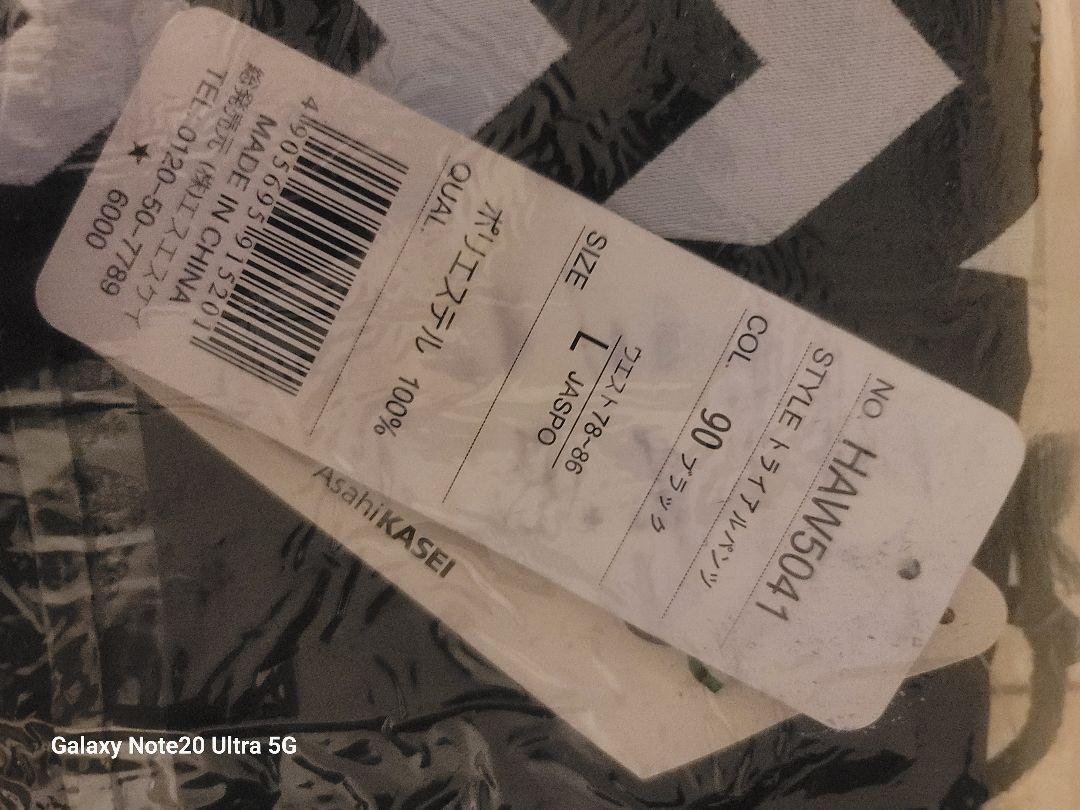 NO. HAW5041
STYLE トライアルパンツ
COL. 90 ブラック
SIZE L ウエスト78~86
JASPO
QUAL. ポリエステル 100%
4 905695 915201
MADE IN CHINA
総発売元 (株)エスエスケイ
TEL. 0120-50-7789
★ 6000
AsahiKASEI
Galaxy Note20 Ultra 5G